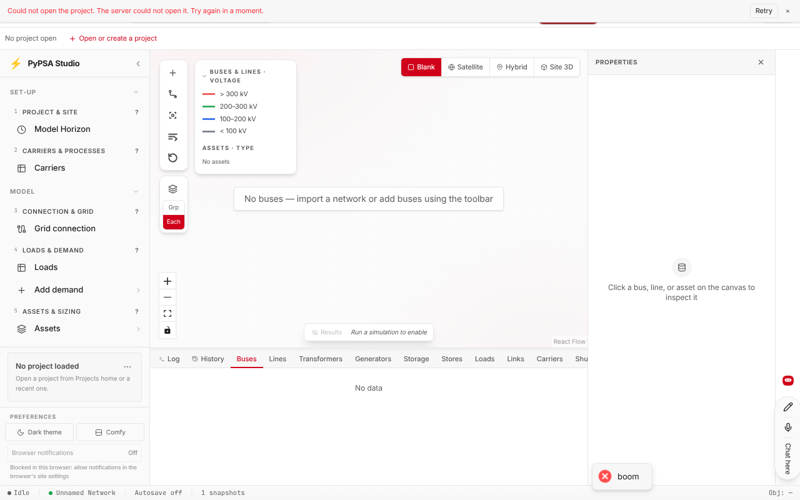 Could not open the project. The server could not open it. Try again in a moment.
Retry
×
No project open
+ Open or create a project
PyPSA Studio
SET-UP
1 PROJECT & SITE ?
Model Horizon
2 CARRIERS & PROCESSES ?
Carriers
MODEL
3 CONNECTION & GRID ?
Grid connection
4 LOADS & DEMAND ?
Loads
Add demand
5 ASSETS & SIZING ?
Assets
No project loaded
Open a project from Projects home or a
recent one.
PREFERENCES
Dark theme
Comfy
Browser notifications Off
Blocked in this browser: allow notifications in the
browser's site settings
BUSES & LINES ·
VOLTAGE
> 300 kV
200–300 kV
100–200 kV
< 100 kV
ASSETS · TYPE
No assets
Grp
Each
Blank
Satellite
Hybrid
Site 3D
No buses — import a network or add buses using the toolbar
Results Run a simulation to enable
React Flow
Log History Buses Lines Transformers Generators Storage Stores Loads Links Carriers Shu
No data
PROPERTIES
Click a bus, line, or asset on the canvas to
inspect it
Chat here
boom
Idle Unnamed Network Autosave off 1 snapshots Obj: —